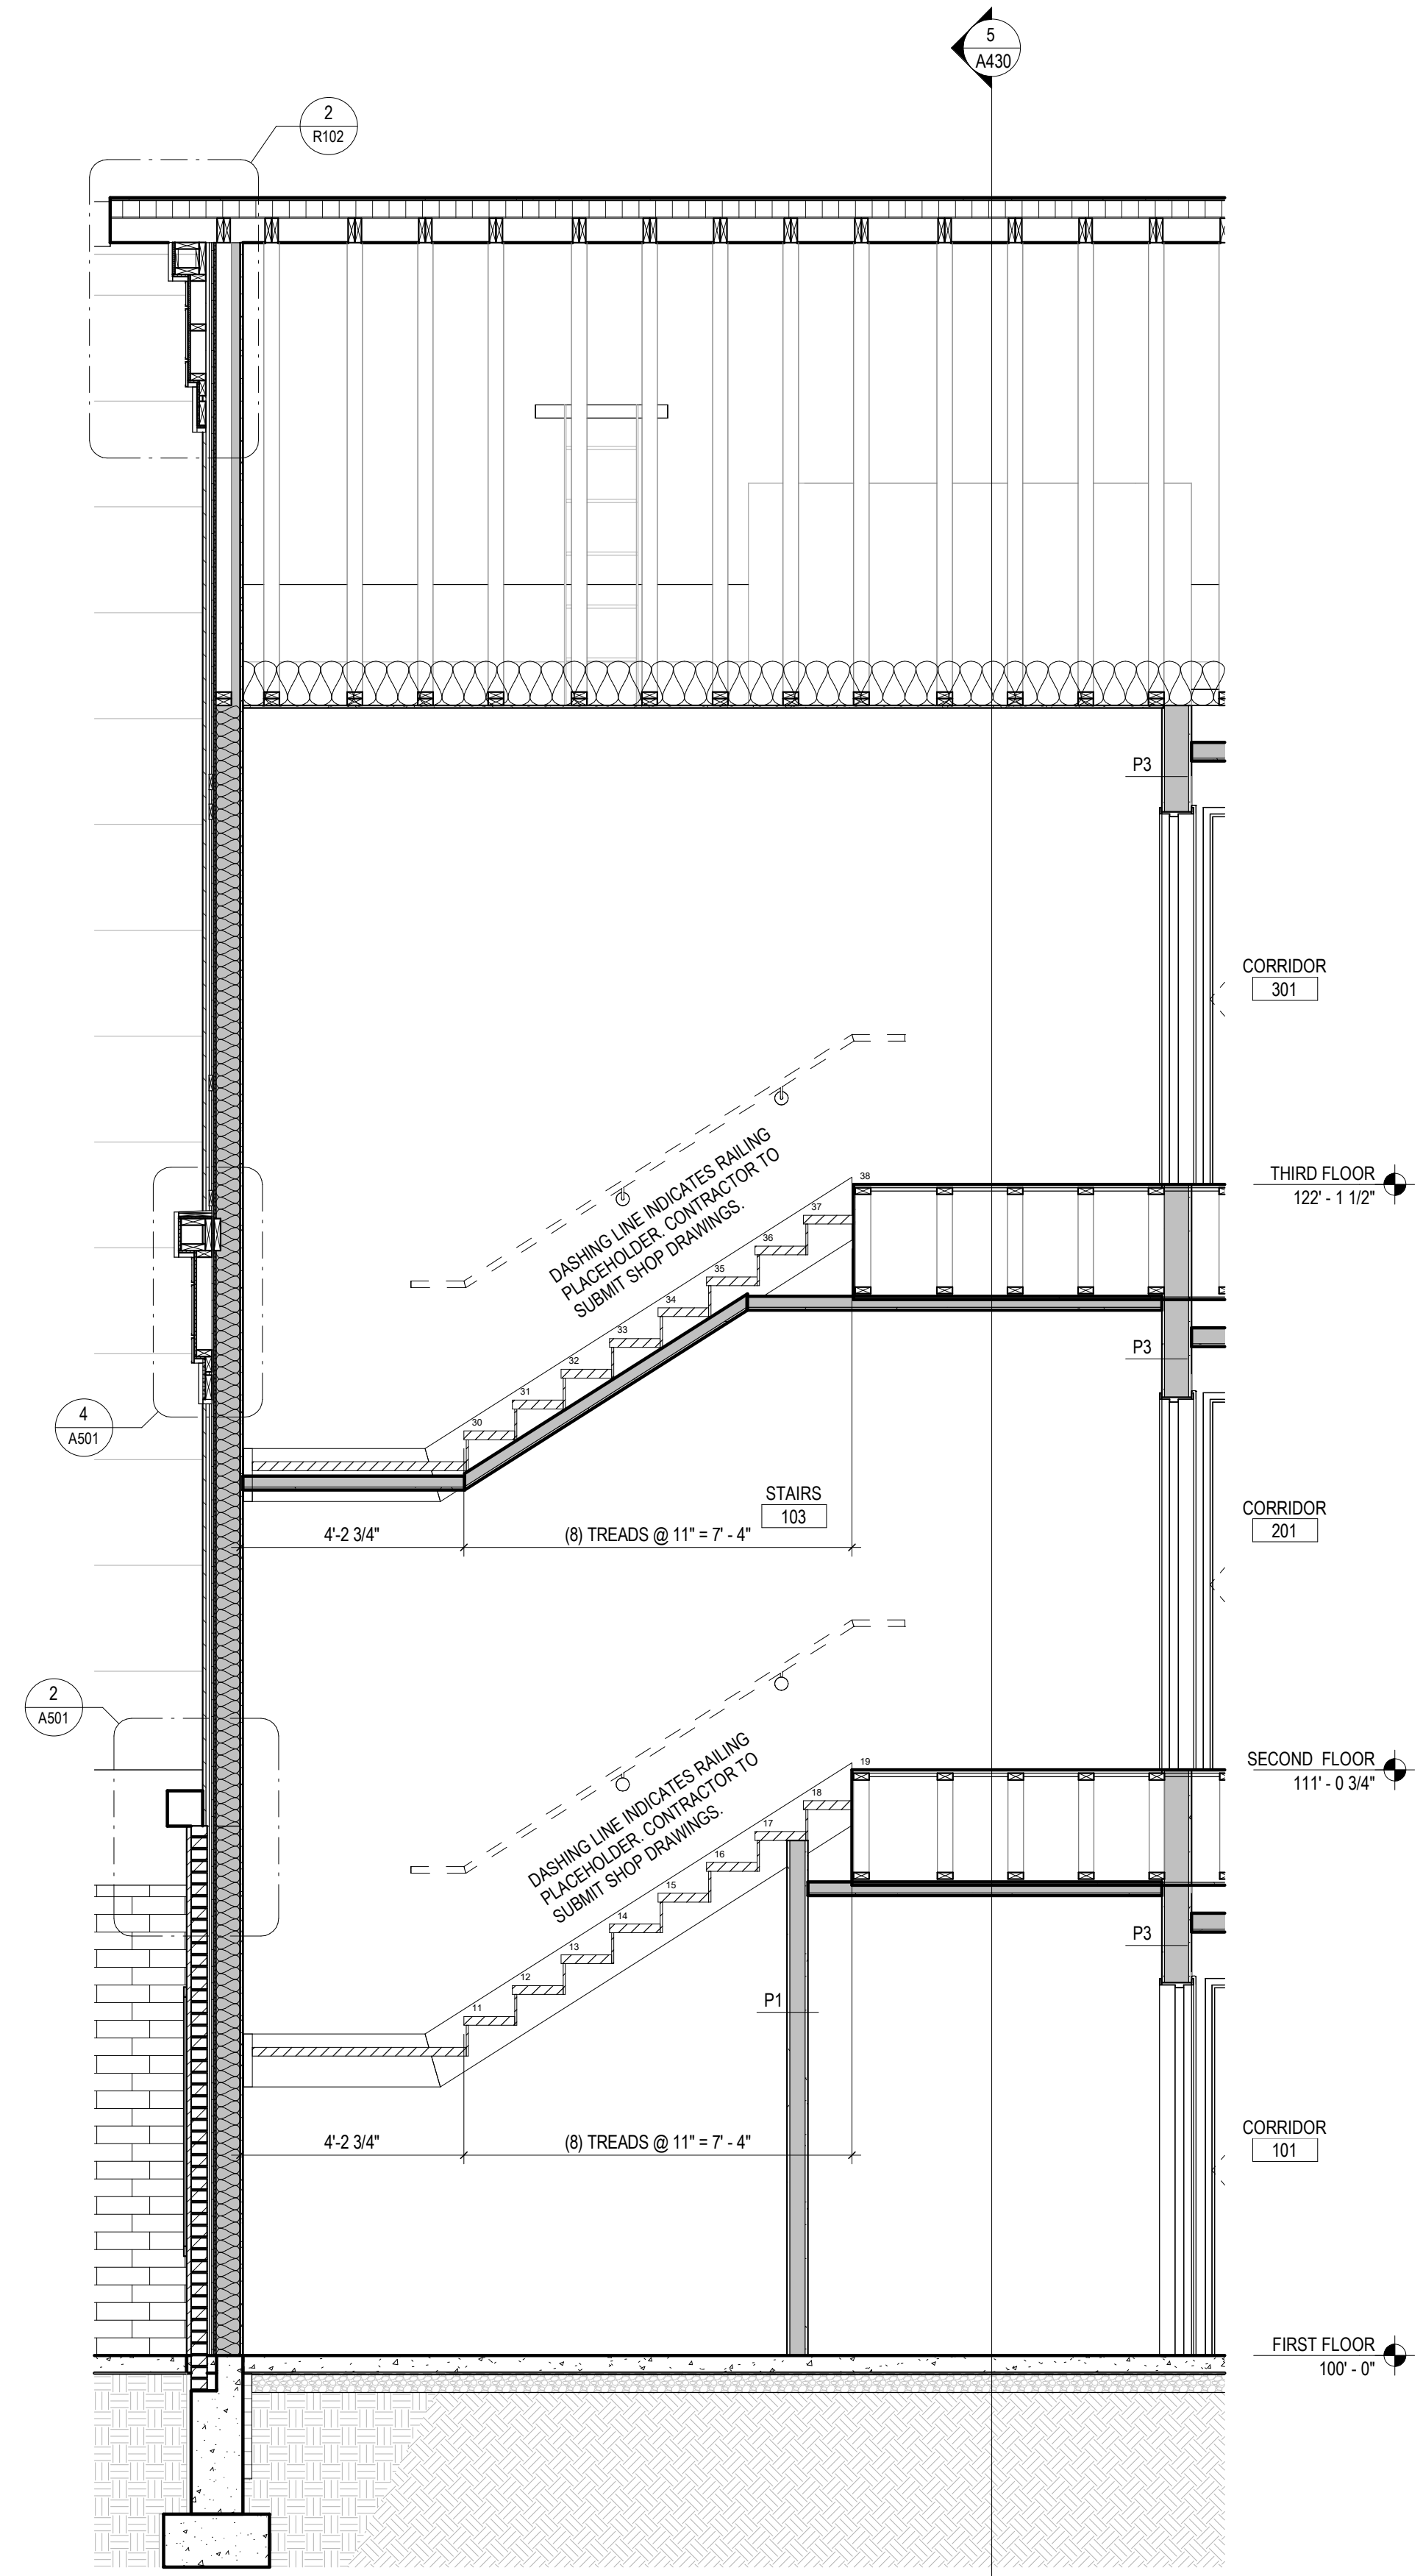 5
A430
2
R102
P3
CORRIDOR
301
DASHING LINE INDICATES RAILING
PLACEHOLDER. CONTRACTOR TO
SUBMIT SHOP DRAWINGS.
38
37
36
35
34
33
32
31
30
THIRD FLOOR
122' - 1 1/2"
P3
4
A501
STAIRS
103
4'-2 3/4"
(8) TREADS @ 11" = 7' - 4"
CORRIDOR
201
2
A501
DASHING LINE INDICATES RAILING
PLACEHOLDER. CONTRACTOR TO
SUBMIT SHOP DRAWINGS.
19
18
17
16
15
14
13
12
11
SECOND  FLOOR
111' - 0 3/4"
P3
P1
4'-2 3/4"
(8) TREADS @ 11" = 7' - 4"
CORRIDOR
101
FIRST FLOOR
100' - 0"